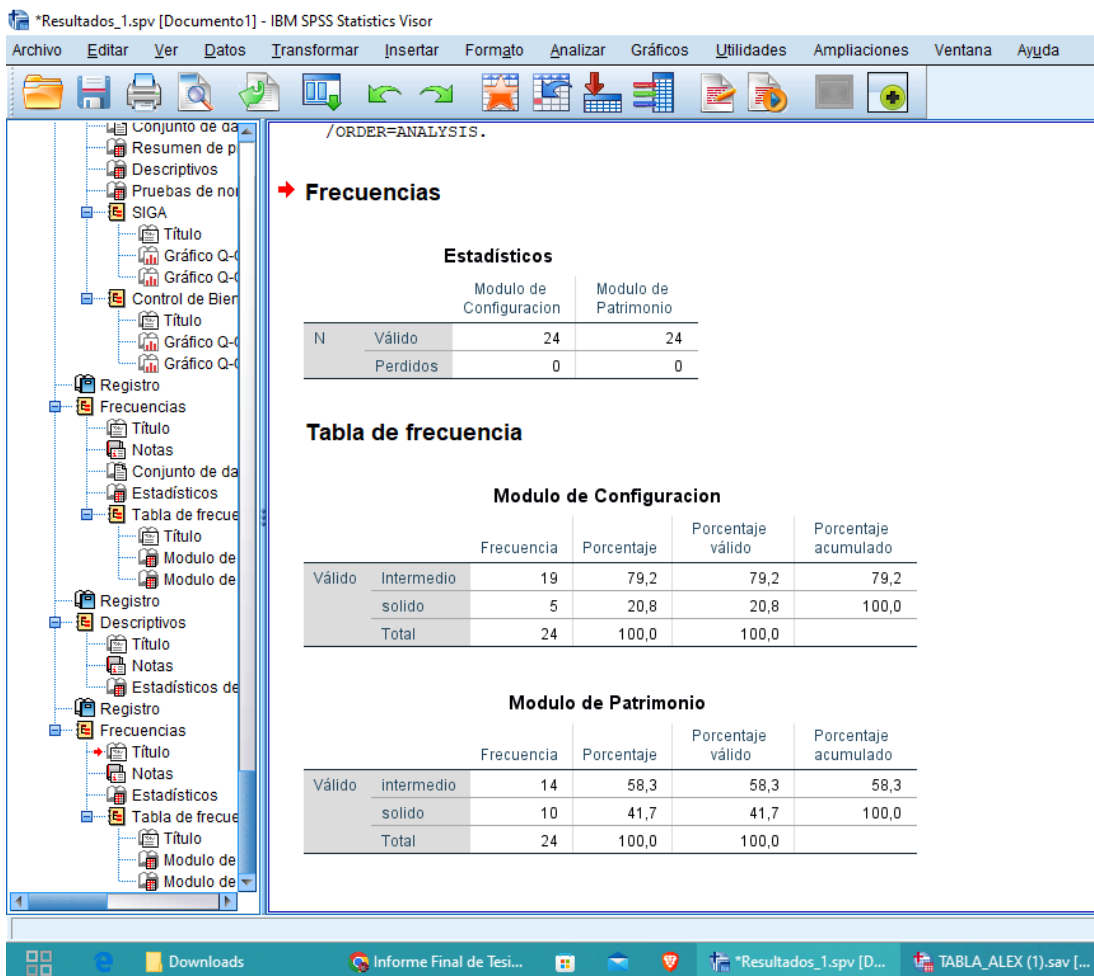 *Resultados_1.spv [Documento1] - IBM SPSS Statistics Visor
Archivo Editar Ver Datos Transformar Insertar Formato Analizar Gráficos Utilidades Ampliaciones Ventana Ayuda
Conjunto de da
Resumen de p
Descriptivos
Pruebas de nor
SIGA
Título
Gráfico Q-
Gráfico Q-
Control de Bien
Título
Gráfico Q-
Gráfico Q-
Registro
Frecuencias
Título
Notas
Conjunto de da
Estadísticos
Tabla de frecue
Título
Modulo de
Modulo de
Registro
Descriptivos
Título
Notas
Estadísticos de
Registro
Frecuencias
Título
Notas
Estadísticos
Tabla de frecue
Título
Modulo de
Modulo de
/ORDER=ANALYSIS.
Frecuencias
Estadísticos
Modulo de Configuracion Modulo de Patrimonio
N Válido 24 24
Perdidos 0 0
Tabla de frecuencia
Modulo de Configuracion
Frecuencia Porcentaje Porcentaje válido Porcentaje acumulado
Válido Intermedio 19 79,2 79,2 79,2
solido 5 20,8 20,8 100,0
Total 24 100,0 100,0
Modulo de Patrimonio
Frecuencia Porcentaje Porcentaje válido Porcentaje acumulado
Válido intermedio 14 58,3 58,3 58,3
solido 10 41,7 41,7 100,0
Total 24 100,0 100,0
Downloads Informe Final de Tesi... *Resultados_1.spv [D... TABLA_ALEX (1).sav [...